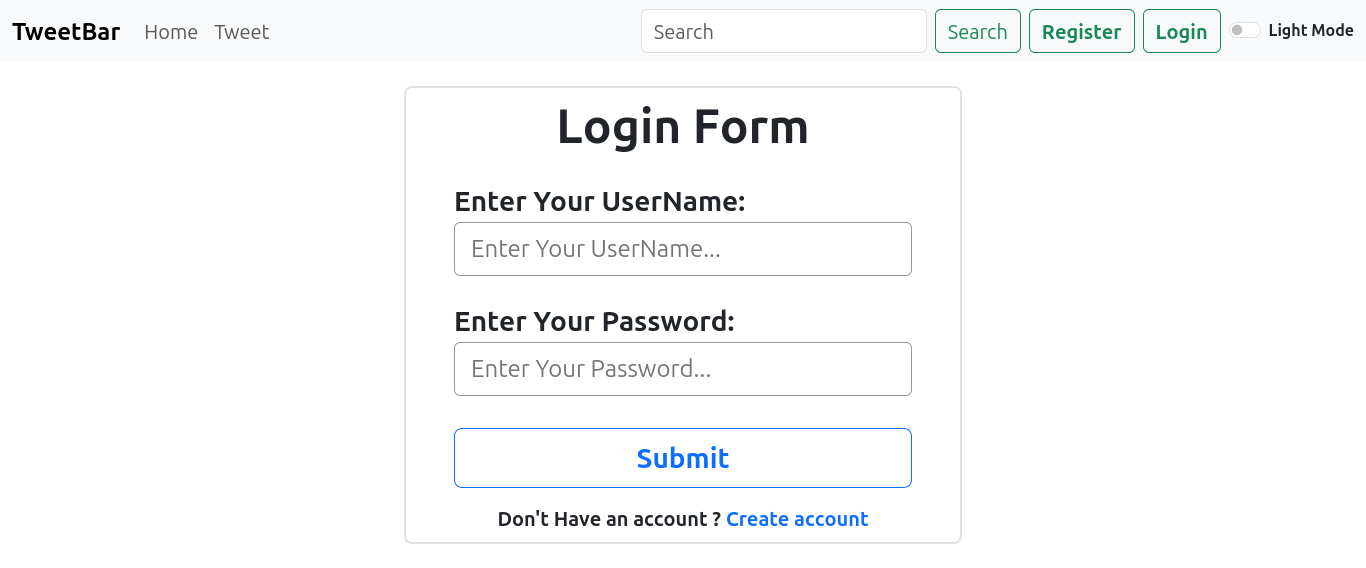 TweetBar Home Tweet Search Search Register Login Light Mode
Login Form
Enter Your UserName:
Enter Your UserName...
Enter Your Password:
Enter Your Password...
Submit
Don't Have an account ? Create account